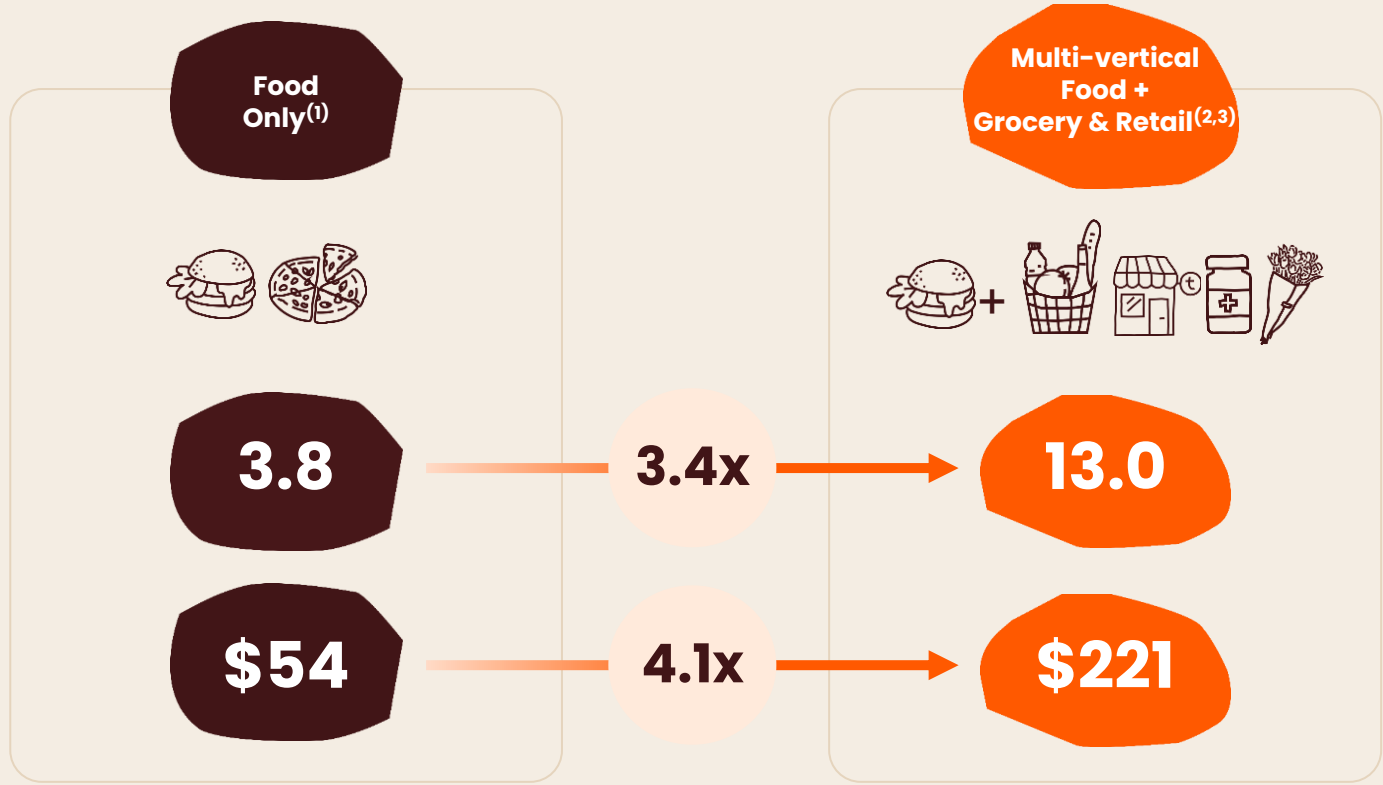 Food
Only(1)
Multi-vertical
Food +
Grocery & Retail(2,3)
+
t
3.8
3.4x
13.0
$54
4.1x
$221